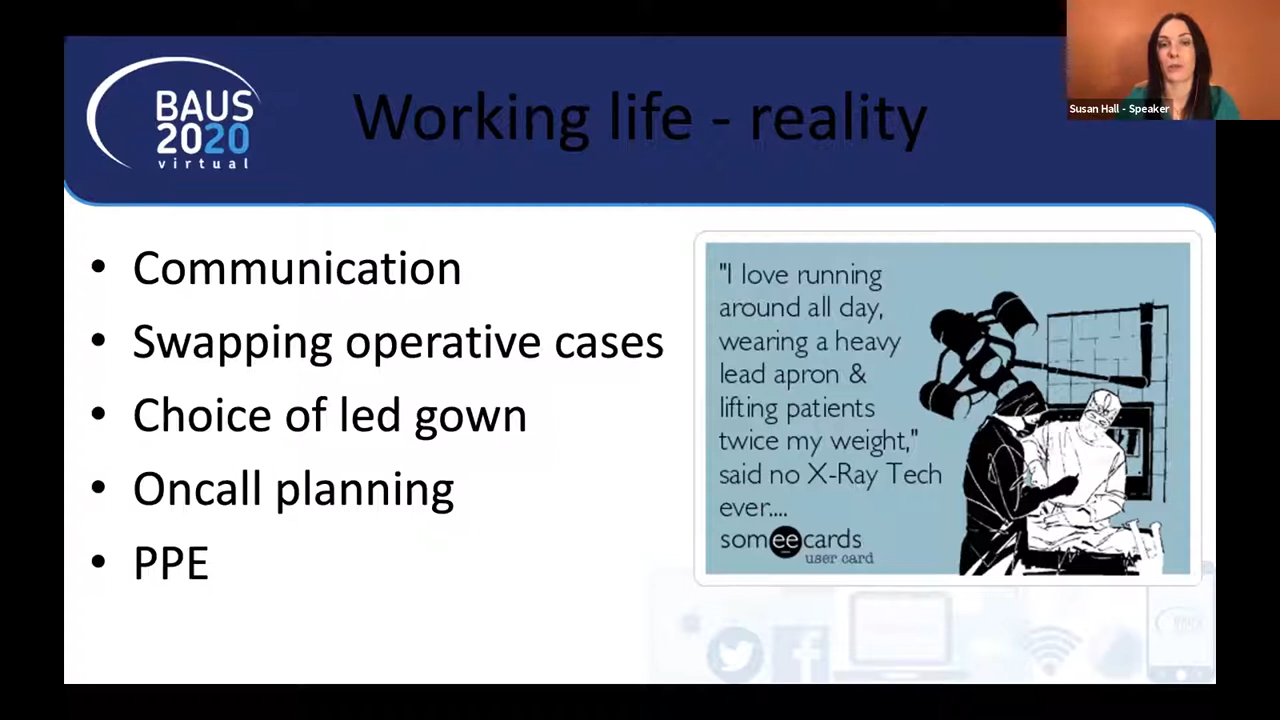 Susan Hall - Speaker
BAUS
2020
virtual
Working life - reality
• Communication
• Swapping operative cases
• Choice of led gown
• Oncall planning
• PPE
"I love running
around all day,
wearing a heavy
lead apron &
lifting patients
twice my weight,"
said no X-Ray Tech
ever....
someecards
user card